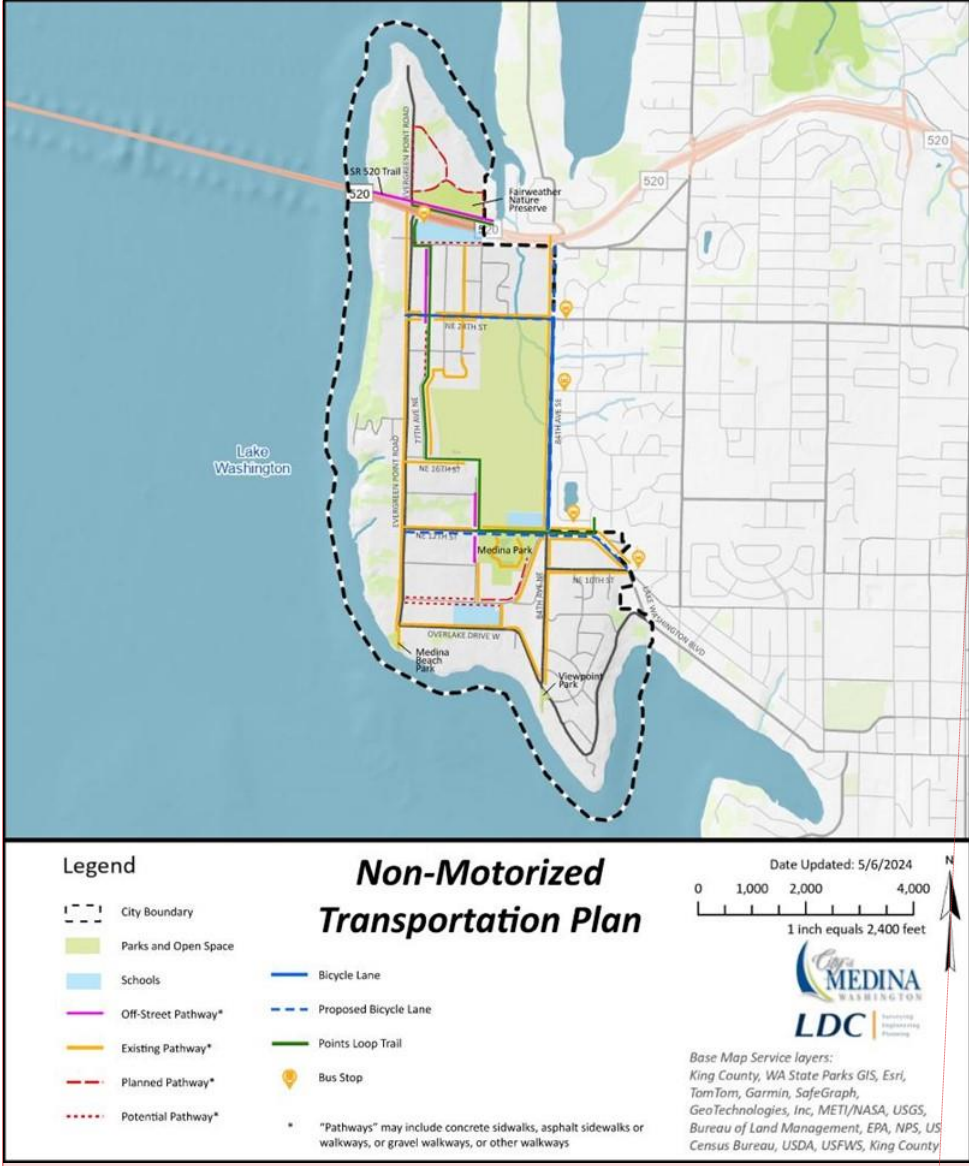 EVERGREEN POINT ROAD
SR 520 Trail
520
520
520
520
Fairweather
Nature
Preserve
NE 24TH ST
77TH AVE NE
84TH AVE SE
EVERGREEN POINT ROAD
Lake
Washington
NE 16TH ST
NE 12TH ST
Medina Park
NE 10TH ST
84TH AVE NE
LAKE WASHINGTON BLVD
OVERLAKE DRIVE W
Medina
Beach
Park
Viewpoint
Park
Legend
City Boundary
Parks and Open Space
Schools
Off-Street Pathway*
Existing Pathway*
Planned Pathway*
Potential Pathway*
Non-Motorized
Transportation Plan
Bicycle Lane
Proposed Bicycle Lane
Points Loop Trail
Bus Stop
* "Pathways" may include concrete sidwalks, asphalt sidewalks or
walkways, or gravel walkways, or other walkways
Date Updated: 5/6/2024
N
0 1,000 2,000 4,000
1 inch equals 2,400 feet
City of
MEDINA
WASHINGTON
LDC
Surveying
Engineering
Planning
Base Map Service layers:
King County, WA State Parks GIS, Esri,
TomTom, Garmin, SafeGraph,
GeoTechnologies, Inc, METI/NASA, USGS,
Bureau of Land Management, EPA, NPS, US
Census Bureau, USDA, USFWS, King County